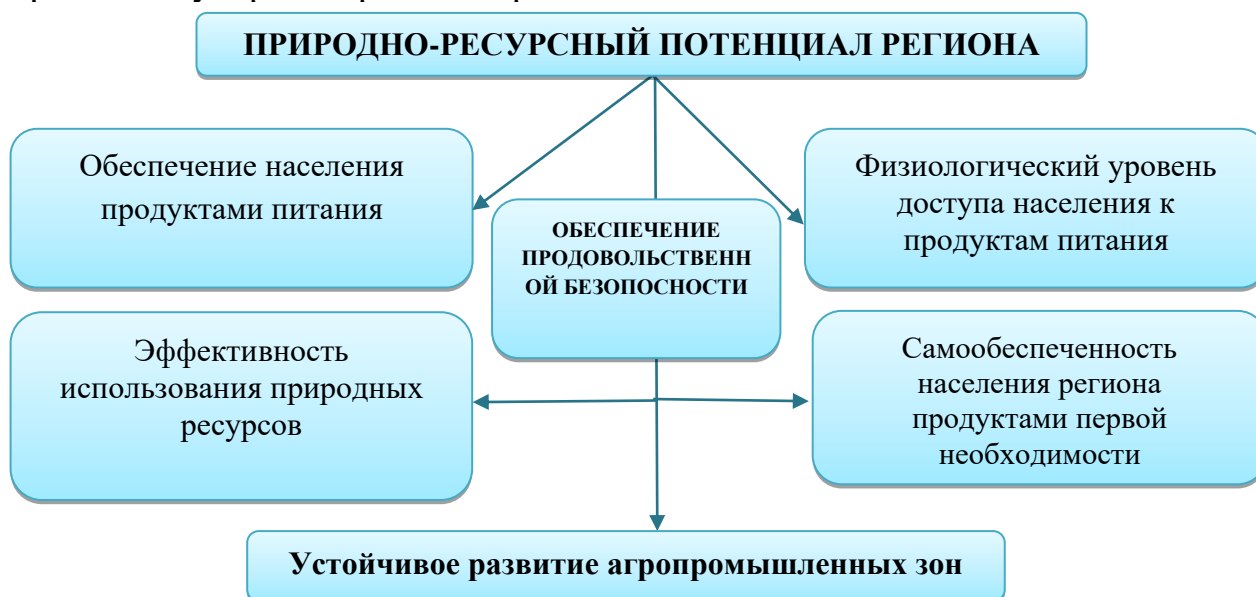 ПРИРОДНО-РЕСУРСНЫЙ ПОТЕНЦИАЛ РЕГИОНА
Обеспечение населения
продуктами питания
Физиологический уровень
доступа населения к
продуктам питания
ОБЕСПЕЧЕНИЕ
ПРОДОВОЛЬСТВЕНН
ОЙ БЕЗОПОСНОСТИ
Эффективность
использования природных
ресурсов
Самообеспеченность
населения региона
продуктами первой
необходимости
Устойчивое развитие агропромышленных зон